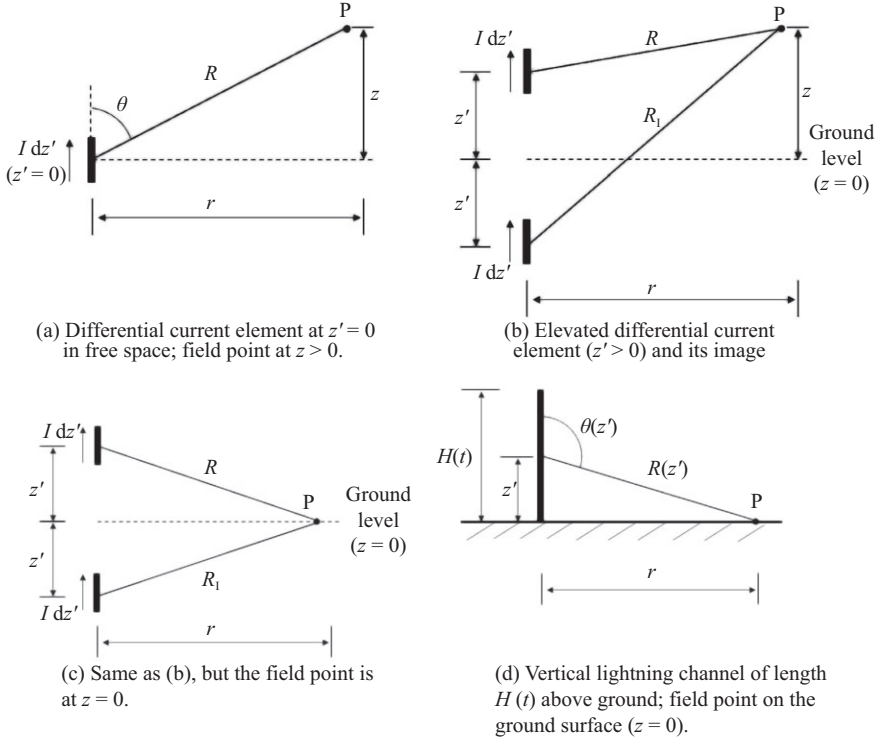 P
R
θ
z
I dz′
(z′ = 0)
r
(a) Differential current element at z′ = 0
in free space; field point at z > 0.
P
I dz′
R
z′
R_I
z
Ground
level
(z = 0)
z′
I dz′
r
(b) Elevated differential current
element (z′ > 0) and its image
I dz′
R
z′
P
Ground
level
(z = 0)
z′
R_I
I dz′
r
(c) Same as (b), but the field point is
at z = 0.
θ(z′)
H(t)
R(z′)
z′
P
r
(d) Vertical lightning channel of length
H (t) above ground; field point on the
ground surface (z = 0).